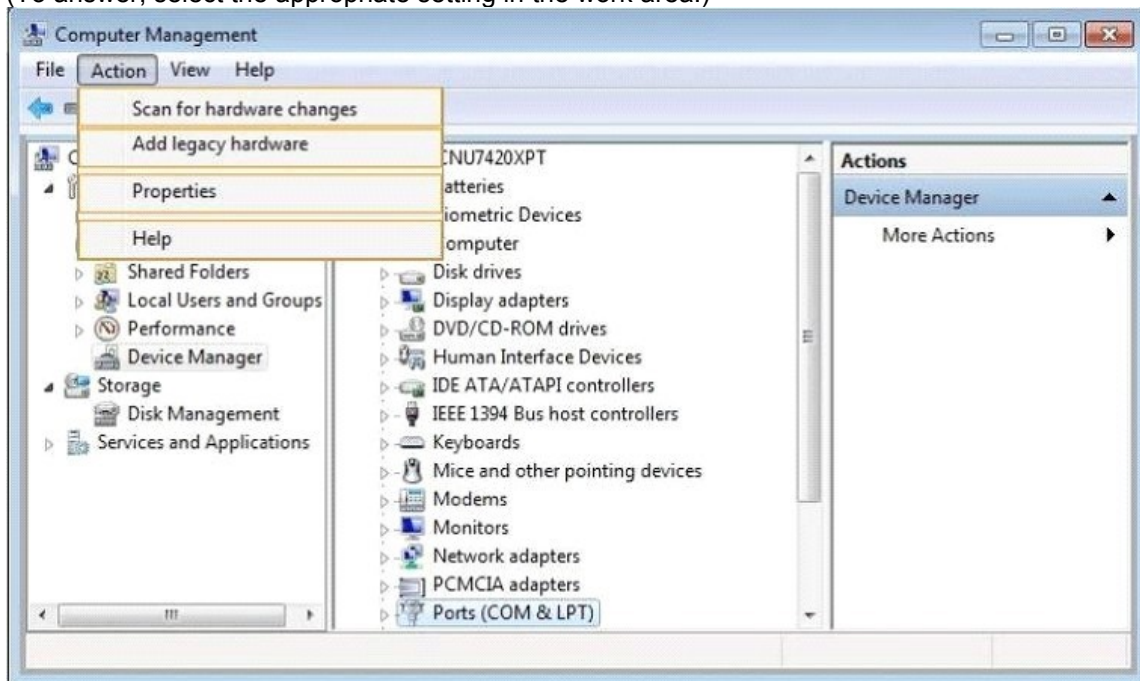 (To answer, select the appropriate setting in the work area.)
Computer Management
File Action View Help
Scan for hardware changes
Add legacy hardware
Properties
Help
Shared Folders
Local Users and Groups
Performance
Device Manager
Storage
Disk Management
Services and Applications
NU7420XPT
atteries
iometric Devices
omputer
Disk drives
Display adapters
DVD/CD-ROM drives
Human Interface Devices
IDE ATA/ATAPI controllers
IEEE 1394 Bus host controllers
Keyboards
Mice and other pointing devices
Modems
Monitors
Network adapters
PCMCIA adapters
Ports (COM & LPT)
Actions
Device Manager
More Actions